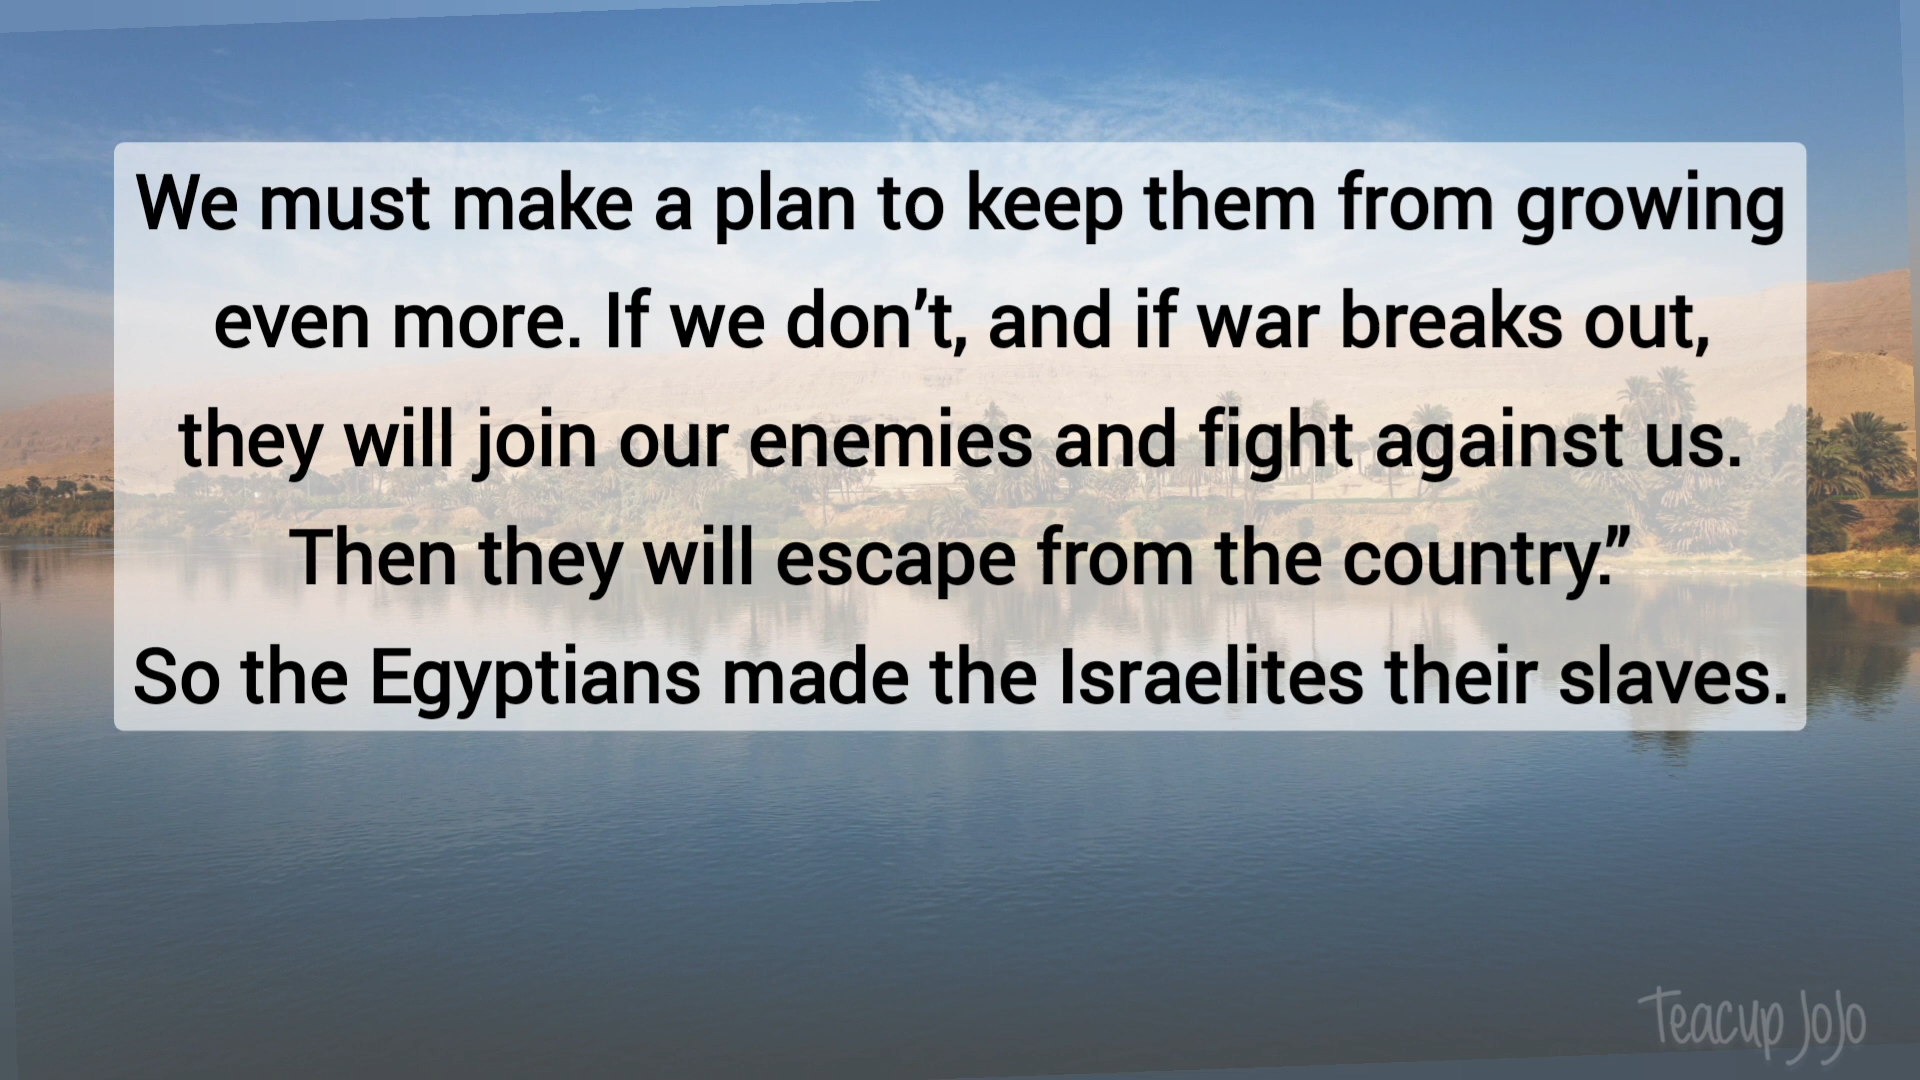 We must make a plan to keep them from growing
even more. If we don’t, and if war breaks out,
they will join our enemies and fight against us.
Then they will escape from the country.”
So the Egyptians made the Israelites their slaves.
Teacup JoJo